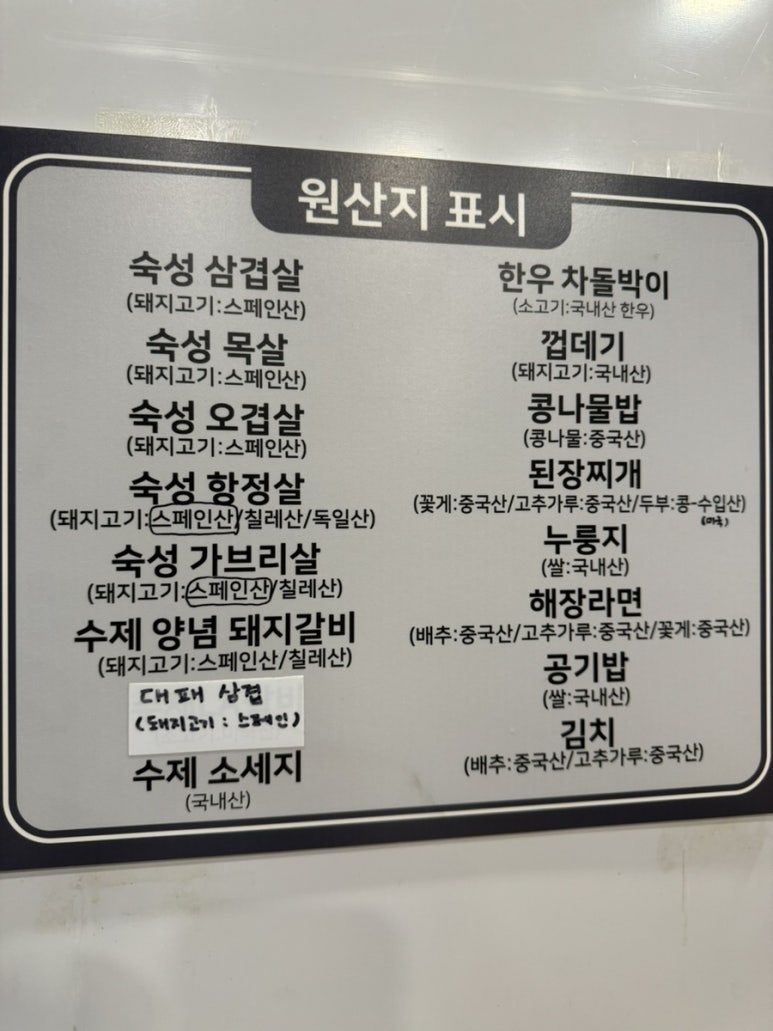 원산지 표시
숙성 삼겹살
(돼지고기:스페인산)
숙성 목살
(돼지고기:스페인산)
숙성 오겹살
(돼지고기:스페인산)
숙성 항정살
(돼지고기:스페인산/칠레산/독일산)
숙성 가브리살
(돼지고기:스페인산/칠레산)
수제 양념 돼지갈비
(돼지고기:스페인산/칠레산)
대패 삼겹
(돼지고기 : 스페인)
수제 소세지
(국내산)
한우 차돌박이
(소고기:국내산 한우)
껍데기
(돼지고기:국내산)
콩나물밥
(콩나물:중국산)
된장찌개
(꽃게:중국산/고추가루:중국산/두부:콩-수입산)
(미국)
누룽지
(쌀:국내산)
해장라면
(배추:중국산/고추가루:중국산/꽃게:중국산)
공기밥
(쌀:국내산)
김치
(배추:중국산/고추가루:중국산)